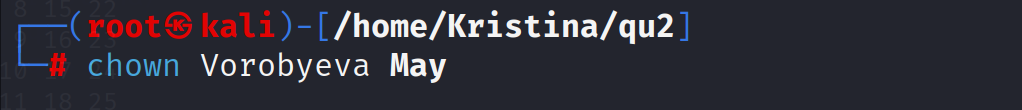 ┌──(root㉿kali)-[/home/Kristina/qu2]
└─# chown Vorobyeva May